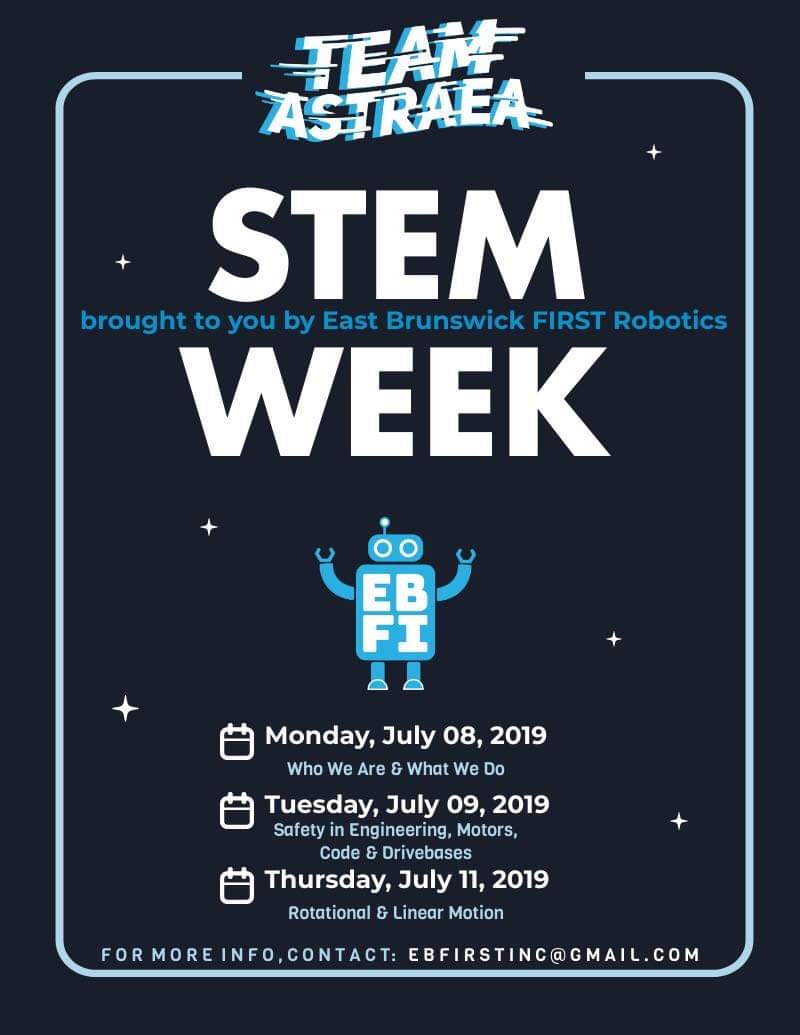 TEAM
ASTRAEA
STEM
brought to you by East Brunswick FIRST Robotics
WEEK
EB
FI
Monday, July 08, 2019
Who We Are & What We Do
Tuesday, July 09, 2019
Safety in Engineering, Motors,
Code & Drivebases
Thursday, July 11, 2019
Rotational & Linear Motion
FOR MORE INFO,CONTACT: EBFIRSTINC@GMAIL.COM